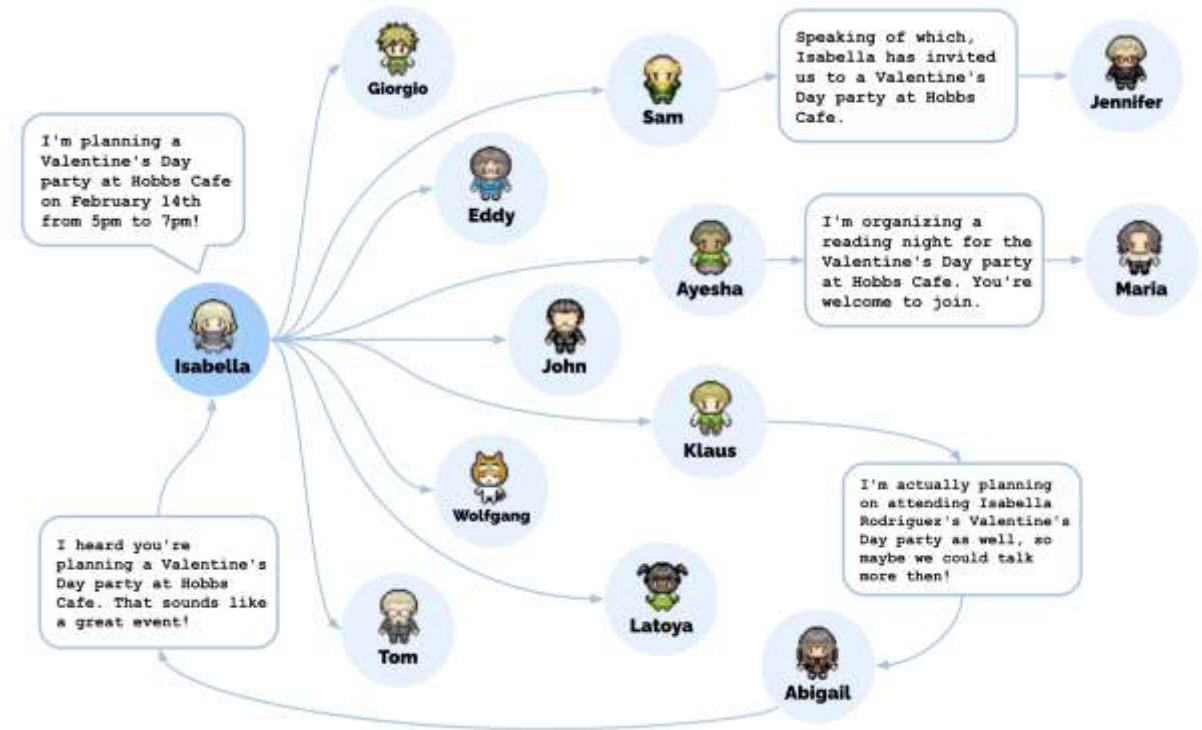 Giorgio
Sam
Speaking of which,
Isabella has invited
us to a Valentine's
Day party at Hobbs
Cafe.
Jennifer
I'm planning a
Valentine's Day
party at Hobbs Cafe
on February 14th
from 5pm to 7pm!
Eddy
Ayesha
I'm organizing a
reading night for the
Valentine's Day party
at Hobbs Cafe. You're
welcome to join.
Maria
Isabella
John
Klaus
Wolfgang
I'm actually planning
on attending Isabella
Rodriguez's Valentine's
Day party as well, so
maybe we could talk
more then!
I heard you're
planning a Valentine's
Day party at Hobbs
Cafe. That sounds like
a great event!
Tom
Latoya
Abigail